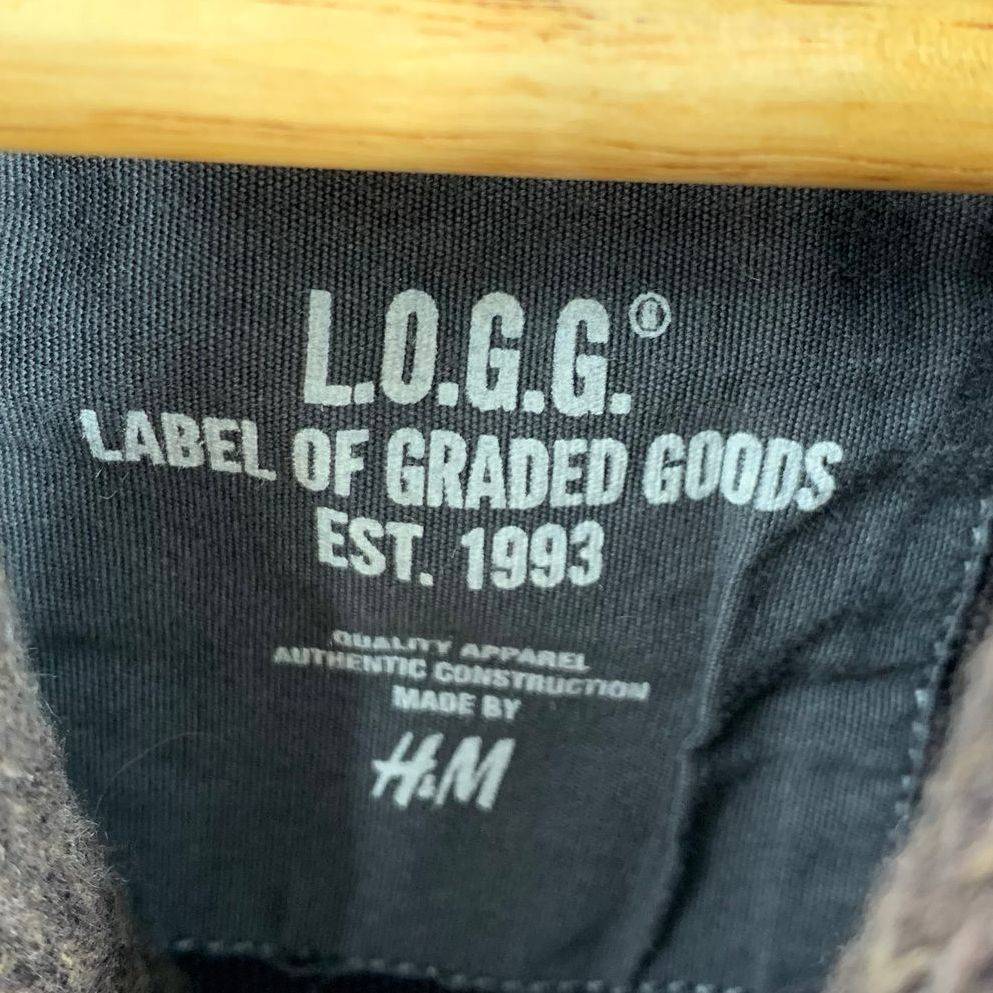 L.O.G.G.®
LABEL OF GRADED GOODS
EST. 1993
QUALITY APPAREL
AUTHENTIC CONSTRUCTION
MADE BY
H&M